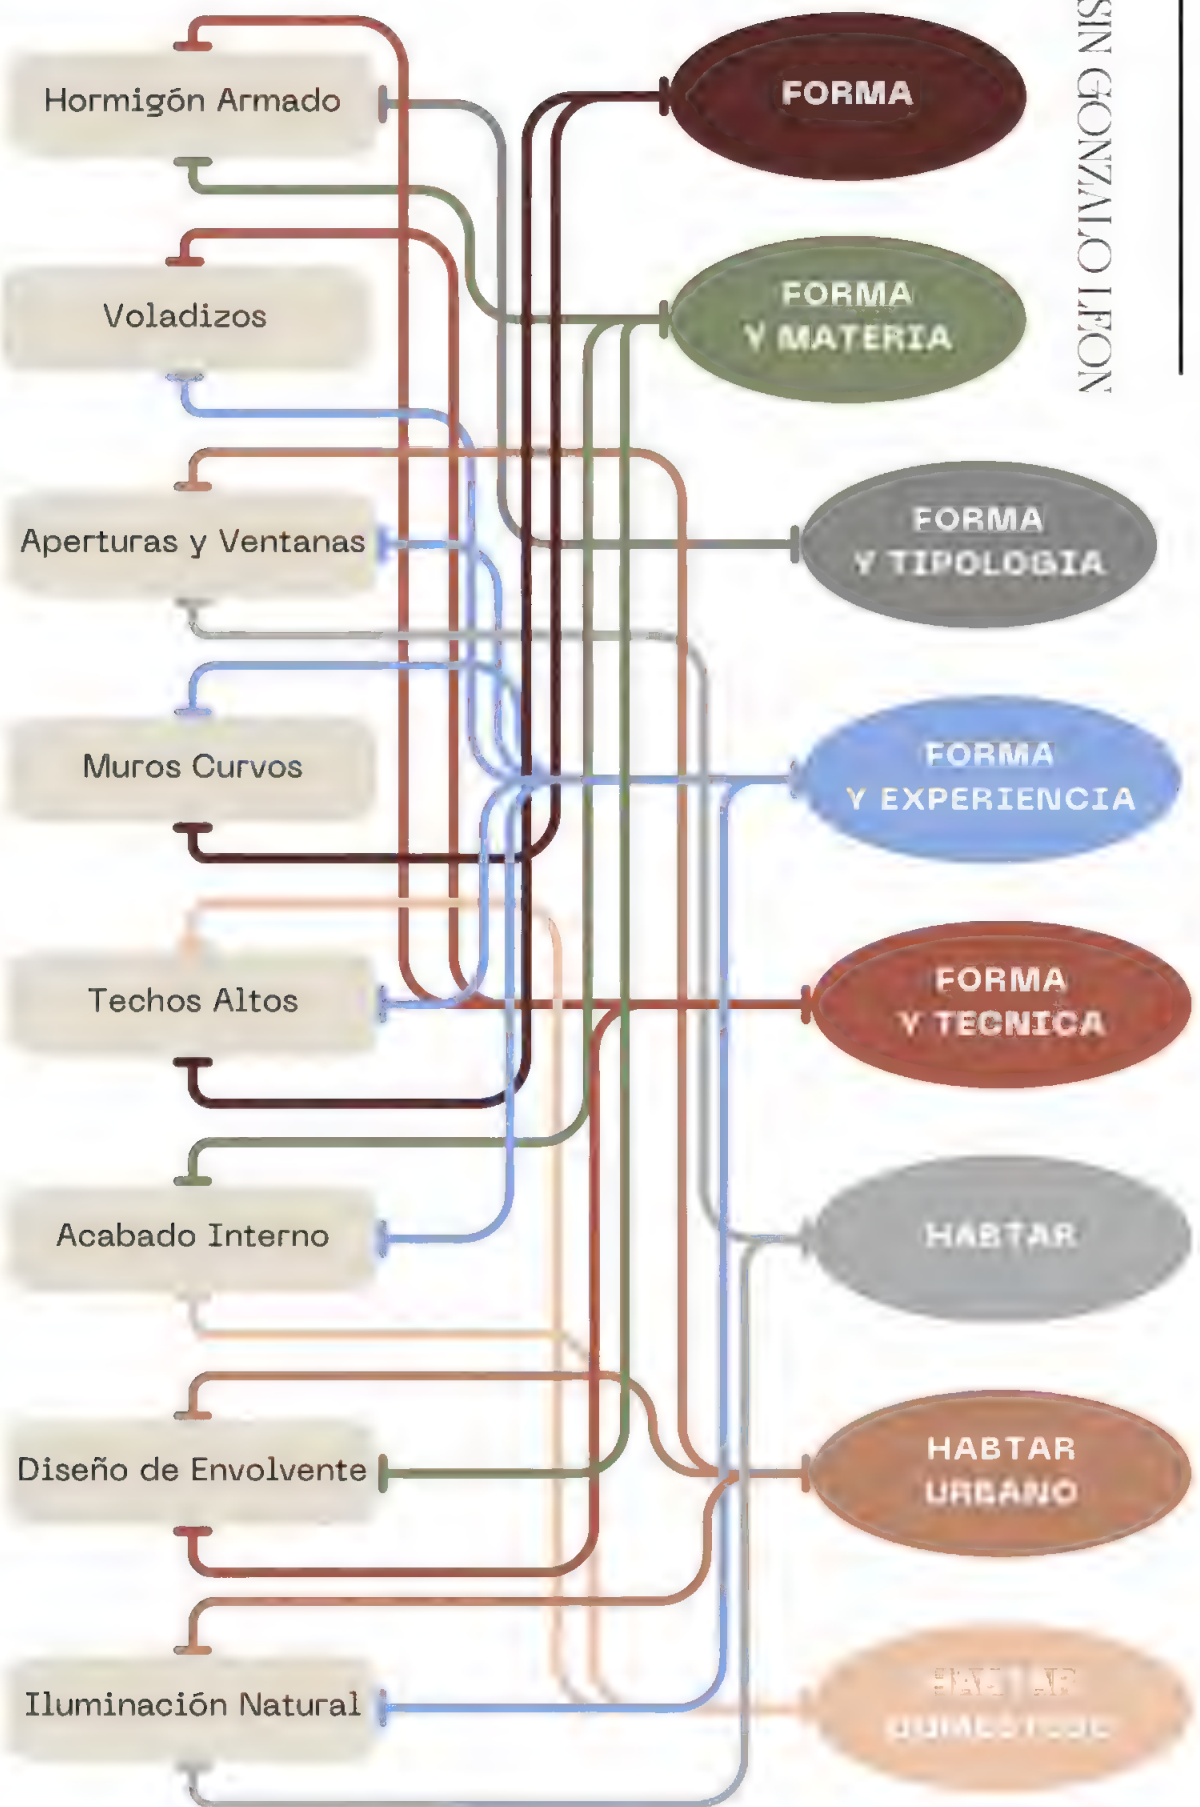 Hormigón Armado
FORMA
SIN GONZALO LEON
FORMA
Y MATERIA
Voladizos
FORMA
Y TIPOLOGIA
Aperturas y Ventanas
FORMA
Y EXPERIENCIA
Muros Curvos
FORMA
Y TECNICA
Techos Altos
HABTAR
Acabado Interno
HABTAR
URBANO
Diseño de Envolvente
HABTAR
Iluminación Natural